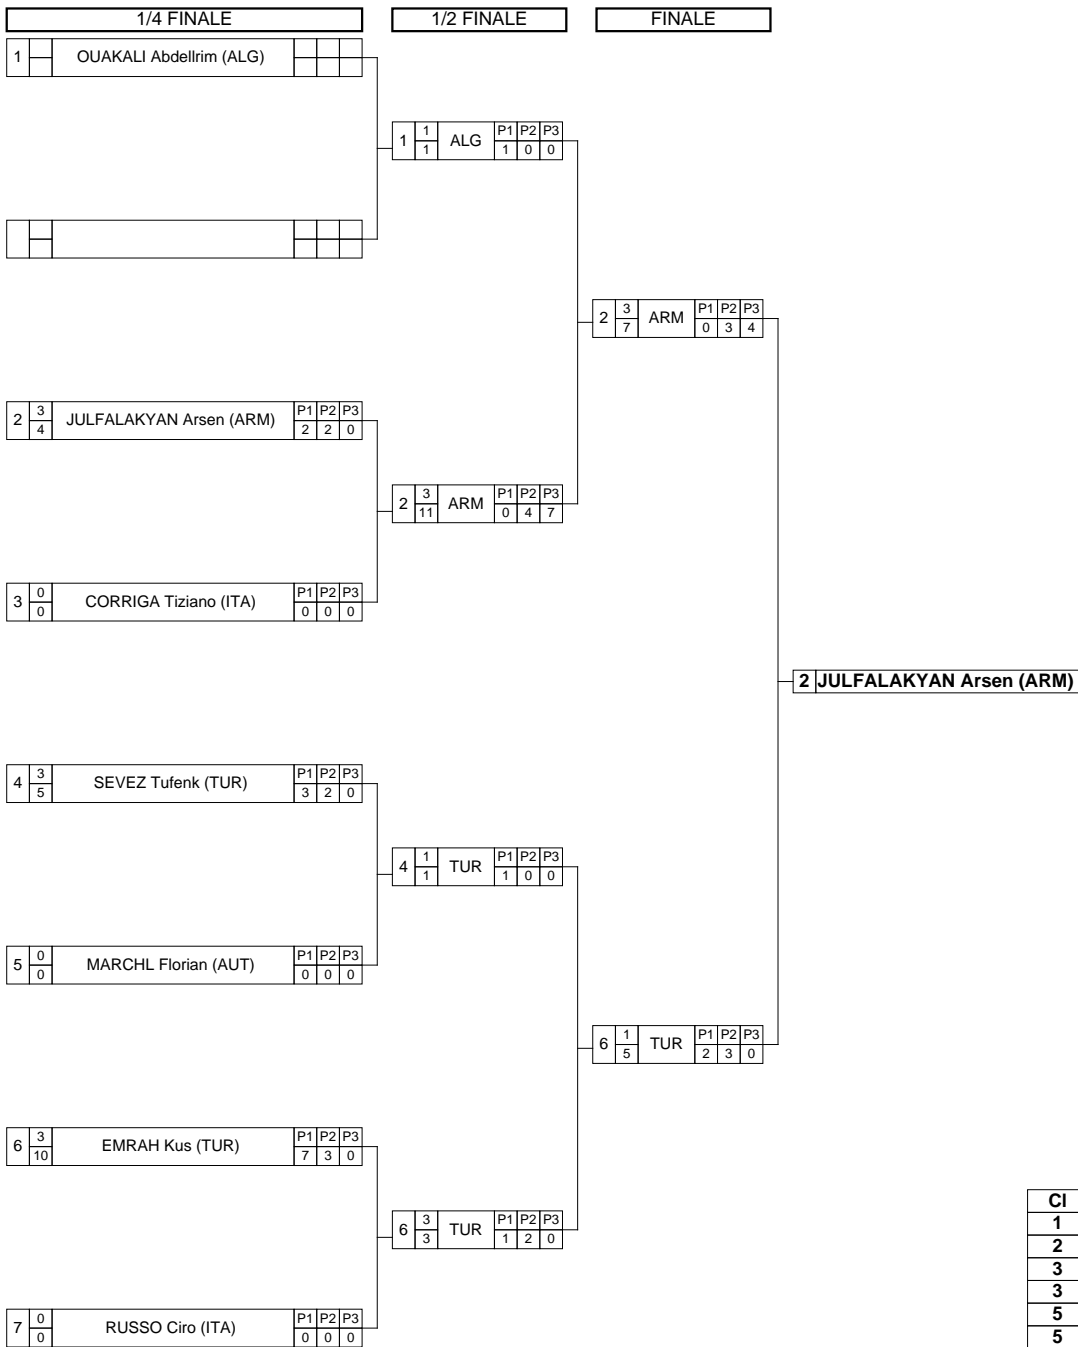 1/4 FINALE 1/2 FINALE FINALE
1 OUAKALI Abdellrim (ALG)
1 1 ALG P1 P2 P3
1 1 0 0
2 3 ARM P1 P2 P3
7 0 3 4
2 3 JULFALAKYAN Arsen (ARM) P1 P2 P3
4 2 2 0
2 3 ARM P1 P2 P3
11 0 4 7
3 0 CORRIGA Tiziano (ITA) P1 P2 P3
0 0 0 0
2 JULFALAKYAN Arsen (ARM)
4 3 SEVEZ Tufenk (TUR) P1 P2 P3
5 3 2 0
4 1 TUR P1 P2 P3
1 1 0 0
5 0 MARCHL Florian (AUT) P1 P2 P3
0 0 0 0
6 1 TUR P1 P2 P3
5 2 3 0
6 3 EMRAH Kus (TUR) P1 P2 P3
10 7 3 0
6 3 TUR P1 P2 P3
3 1 2 0
7 0 RUSSO Ciro (ITA) P1 P2 P3
0 0 0 0
Cl
1
2
3
3
5
5